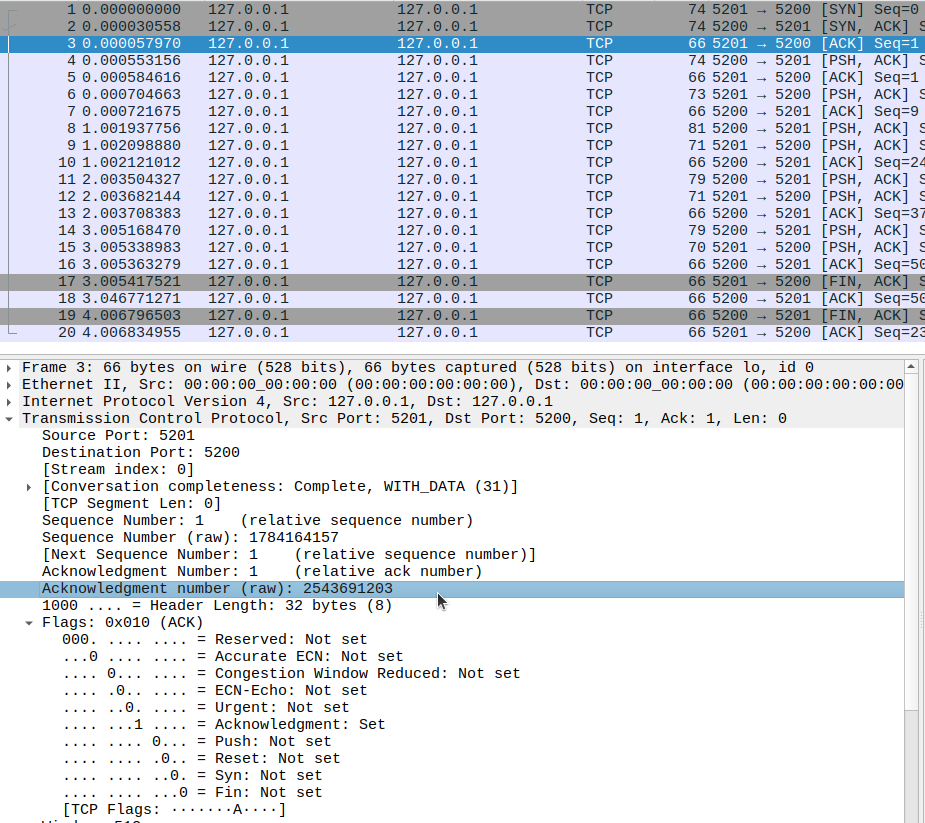 1 0.000000000 127.0.0.1 127.0.0.1 TCP 74 5201 → 5200 [SYN] Seq=0
2 0.000030558 127.0.0.1 127.0.0.1 TCP 74 5200 → 5201 [SYN, ACK] S
3 0.000057970 127.0.0.1 127.0.0.1 TCP 66 5201 → 5200 [ACK] Seq=1
4 0.000553156 127.0.0.1 127.0.0.1 TCP 74 5200 → 5201 [PSH, ACK] S
5 0.000584616 127.0.0.1 127.0.0.1 TCP 66 5201 → 5200 [ACK] Seq=1
6 0.000704663 127.0.0.1 127.0.0.1 TCP 73 5201 → 5200 [PSH, ACK] S
7 0.000721675 127.0.0.1 127.0.0.1 TCP 66 5200 → 5201 [ACK] Seq=9
8 1.001937756 127.0.0.1 127.0.0.1 TCP 81 5200 → 5201 [PSH, ACK] S
9 1.002098880 127.0.0.1 127.0.0.1 TCP 71 5201 → 5200 [PSH, ACK] S
10 1.002121012 127.0.0.1 127.0.0.1 TCP 66 5200 → 5201 [ACK] Seq=24
11 2.003504327 127.0.0.1 127.0.0.1 TCP 79 5200 → 5201 [PSH, ACK] S
12 2.003682144 127.0.0.1 127.0.0.1 TCP 71 5201 → 5200 [PSH, ACK] S
13 2.003708383 127.0.0.1 127.0.0.1 TCP 66 5200 → 5201 [ACK] Seq=37
14 3.005168470 127.0.0.1 127.0.0.1 TCP 79 5200 → 5201 [PSH, ACK] S
15 3.005338983 127.0.0.1 127.0.0.1 TCP 70 5201 → 5200 [PSH, ACK] S
16 3.005363279 127.0.0.1 127.0.0.1 TCP 66 5200 → 5201 [ACK] Seq=50
17 3.005417521 127.0.0.1 127.0.0.1 TCP 66 5201 → 5200 [FIN, ACK] S
18 3.046771271 127.0.0.1 127.0.0.1 TCP 66 5200 → 5201 [ACK] Seq=50
19 4.006796503 127.0.0.1 127.0.0.1 TCP 66 5200 → 5201 [FIN, ACK] S
20 4.006834955 127.0.0.1 127.0.0.1 TCP 66 5201 → 5200 [ACK] Seq=23
Frame 3: 66 bytes on wire (528 bits), 66 bytes captured (528 bits) on interface lo, id 0
Ethernet II, Src: 00:00:00_00:00:00 (00:00:00:00:00:00), Dst: 00:00:00_00:00:00 (00:00:00:00:00:00
Internet Protocol Version 4, Src: 127.0.0.1, Dst: 127.0.0.1
Transmission Control Protocol, Src Port: 5201, Dst Port: 5200, Seq: 1, Ack: 1, Len: 0
Source Port: 5201
Destination Port: 5200
[Stream index: 0]
[Conversation completeness: Complete, WITH_DATA (31)]
[TCP Segment Len: 0]
Sequence Number: 1    (relative sequence number)
Sequence Number (raw): 1784164157
[Next Sequence Number: 1    (relative sequence number)]
Acknowledgment Number: 1    (relative ack number)
Acknowledgment number (raw): 2543691203
1000 .... = Header Length: 32 bytes (8)
Flags: 0x010 (ACK)
000. .... .... = Reserved: Not set
...0 .... .... = Accurate ECN: Not set
.... 0... .... = Congestion Window Reduced: Not set
.... .0.. .... = ECN-Echo: Not set
.... ..0. .... = Urgent: Not set
.... ...1 .... = Acknowledgment: Set
.... .... 0... = Push: Not set
.... .... .0.. = Reset: Not set
.... .... ..0. = Syn: Not set
.... .... ...0 = Fin: Not set
[TCP Flags: ·······A····]